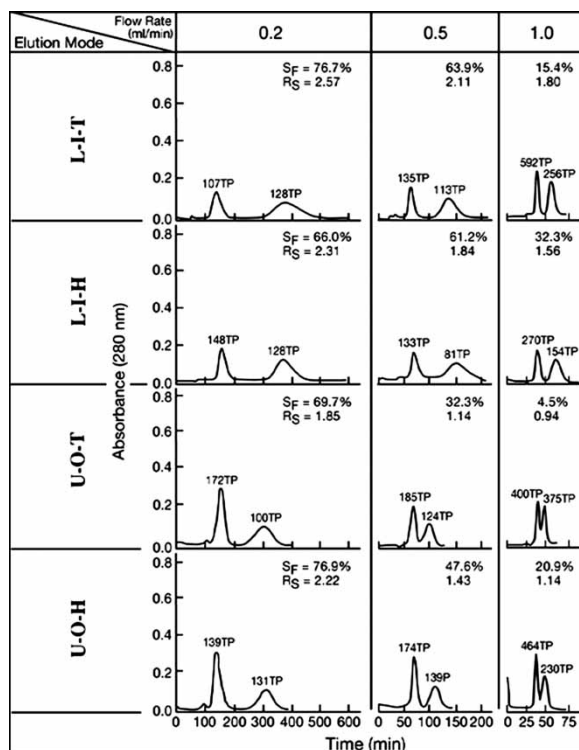 Flow Rate (ml/min) 0.2 0.5 1.0
Elution Mode
L-I-T
0.8 0.6 0.4 0.2 0.0
SF = 76.7% 63.9% 15.4%
RS = 2.57 2.11 1.80
107TP 128TP 135TP 113TP 592TP 256TP
L-I-H
0.8 0.6 0.4 0.2 0.0
SF = 66.0% 61.2% 32.3%
RS = 2.31 1.84 1.56
148TP 128TP 133TP 81TP 270TP 154TP
Absorbance (280 nm)
U-O-T
0.8 0.6 0.4 0.2 0.0
SF = 69.7% 32.3% 4.5%
RS = 1.85 1.14 0.94
172TP 100TP 185TP 124TP 400TP 375TP
U-O-H
0.8 0.6 0.4 0.2 0.0
SF = 76.9% 47.6% 20.9%
RS = 2.22 1.43 1.14
139TP 131TP 174TP 139P 464TP 230TP
0 100 200 300 400 500 600 0 50 100 150 200 0 25 50 75
Time (min)